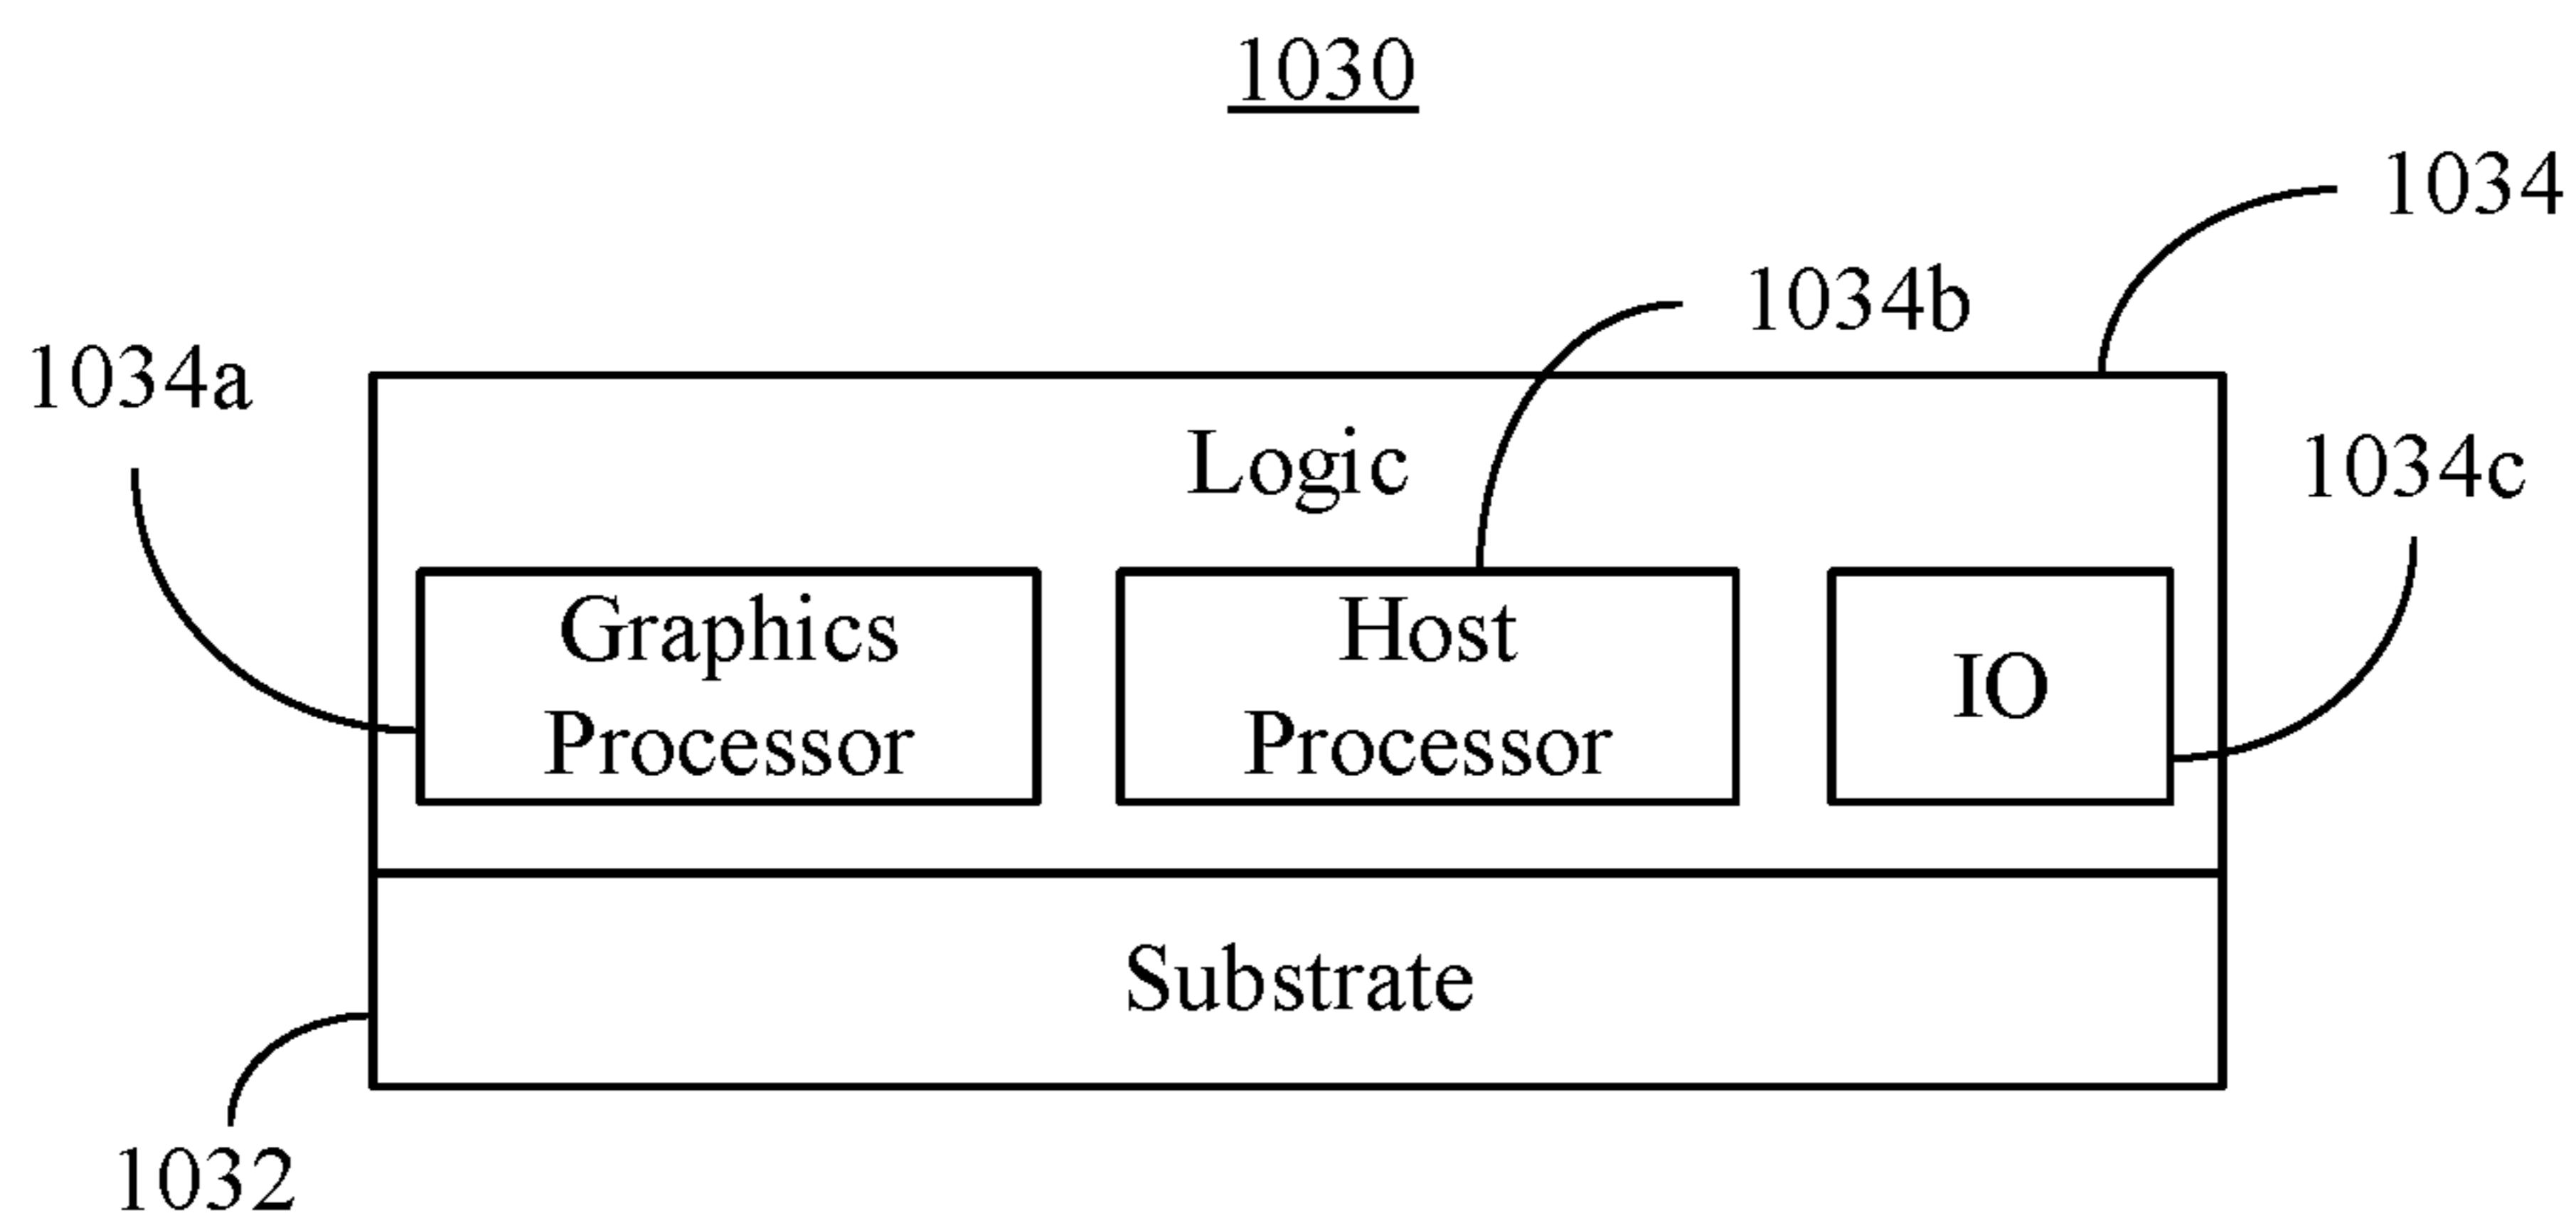 1030
1034
1034b
1034a
Logic
1034c
Graphics
Processor
Host
Processor
IO
Substrate
1032